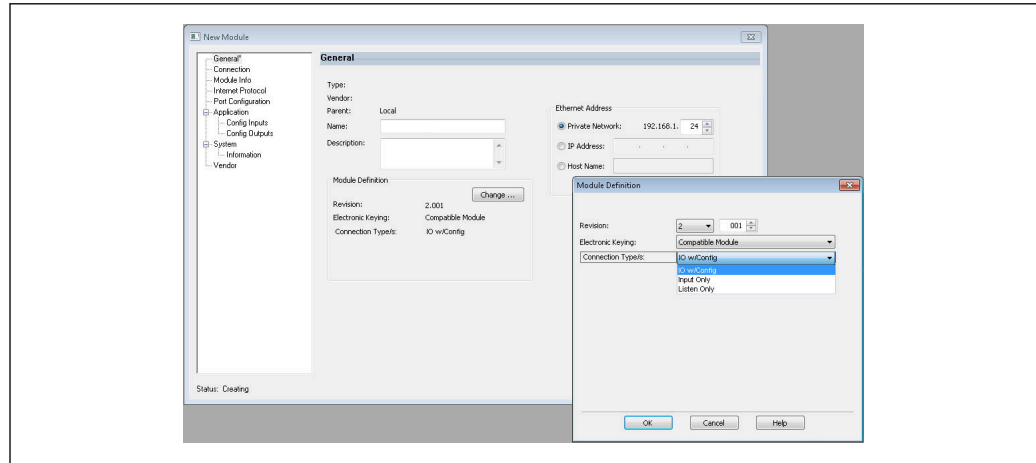 New Module
General*
Connection
Module Info
Internet Protocol
Port Configuration
Application
Config Inputs
Config Outputs
System
Information
Vendor
General
Type:
Vendor:
Parent: Local
Name:
Description:
Module Definition
Change ...
Revision: 2.001
Electronic Keying: Compatible Module
Connection Type/s: IO w/Config
Ethernet Address
Private Network: 192.168.1. 24
IP Address: . . .
Host Name:
Status: Creating
Module Definition
Revision: 2 001
Electronic Keying: Compatible Module
Connection Type/s: IO w/Config
IO w/Config
Input Only
Listen Only
OK Cancel Help